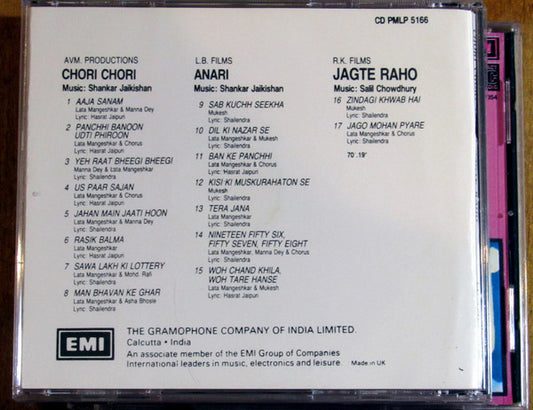 CD PMLP 5166
AVM. PRODUCTIONS
CHORI CHORI
Music: Shankar Jaikishan
1 AAJA SANAM
Lata Mangeshkar & Manna Dey
Lyric: Hasrat Jaipuri
2 PANCHHI BANOON
UDTI PHIROON
Lata Mangeshkar & Chorus
Lyric: Hasrat Jaipuri
3 YEH RAAT BHEEGI BHEEGI
Manna Dey & Lata Mangeshkar
Lyric: Shailendra
4 US PAAR SAJAN
Lata Mangeshkar & Chorus
Lyric: Shailendra
5 JAHAN MAIN JAATI HOON
Lata Mangeshkar & Manna Dey
Lyric: Shailendra
6 RASIK BALMA
Lata Mangeshkar
Lyric: Hasrat Jaipuri
7 SAWA LAKH KI LOTTERY
Lata Mangeshkar & Mohd. Rafi
Lyric: Shailendra
8 MAN BHAVAN KE GHAR
Lata Mangeshkar & Asha Bhosle
Lyric: Shailendra
L.B. FILMS
ANARI
Music: Shankar Jaikishan
9 SAB KUCHH SEEKHA
Mukesh
Lyric: Shailendra
10 DIL KI NAZAR SE
Lata Mangeshkar & Mukesh
Lyric: Shailendra
11 BAN KE PANCHHI
Lata Mangeshkar & Chorus
Lyric: Hasrat Jaipuri
12 KISI KI MUSKURAHATON SE
Mukesh
Lyric: Shailendra
13 TERA JANA
Lata Mangeshkar
Lyric: Shailendra
14 NINETEEN FIFTY SIX,
FIFTY SEVEN, FIFTY EIGHT
Lata Mangeshkar, Manna Dey & Chorus
Lyric: Shailendra
15 WOH CHAND KHILA,
WOH TARE HANSE
Lata Mangeshkar & Mukesh
Lyric: Hasrat Jaipuri
R.K. FILMS
JAGTE RAHO
Music: Salil Chowdhury
16 ZINDAGI KHWAB HAI
Mukesh
Lyric: Shailendra
17 JAGO MOHAN PYARE
Lata Mangeshkar & Chorus
Lyric: Shailendra
70'.19"
EMI
THE GRAMOPHONE COMPANY OF INDIA LIMITED.
Calcutta • India
An associate member of the EMI Group of Companies
International leaders in music, electronics and leisure
Made in UK